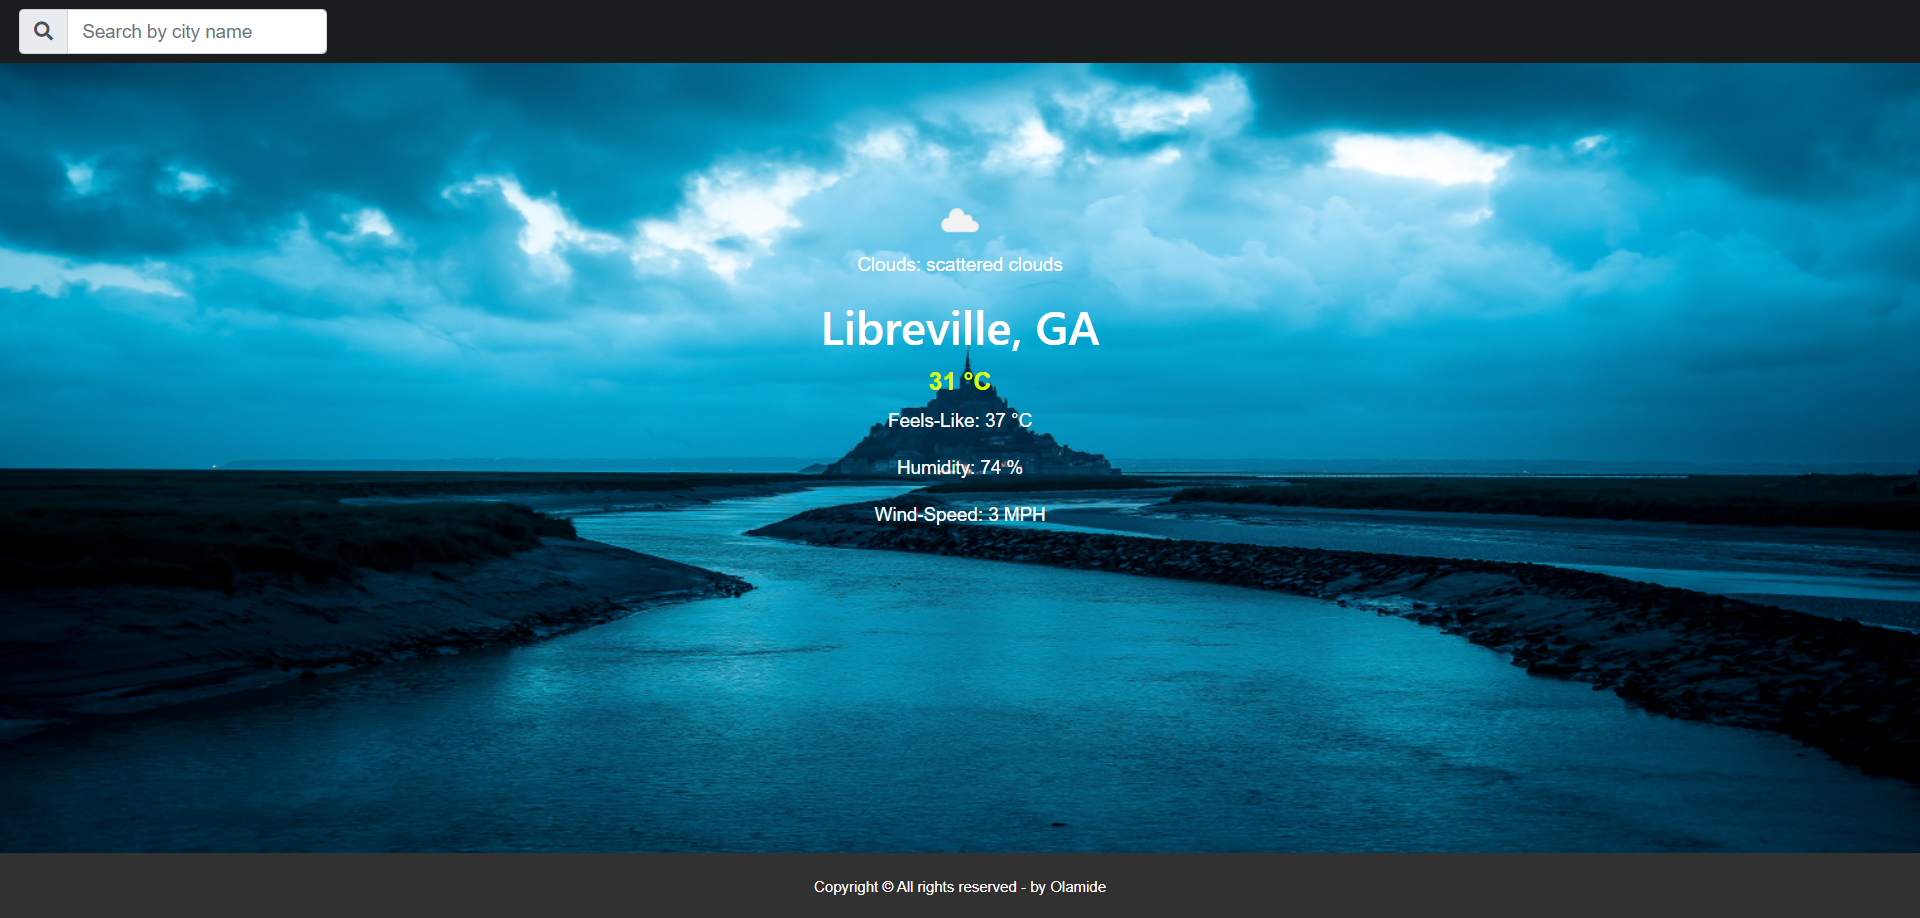 Search by city name
Clouds: scattered clouds
Libreville, GA
31 °C
Feels-Like: 37 °C
Humidity: 74 %
Wind-Speed: 3 MPH
Copyright © All rights reserved - by Olamide